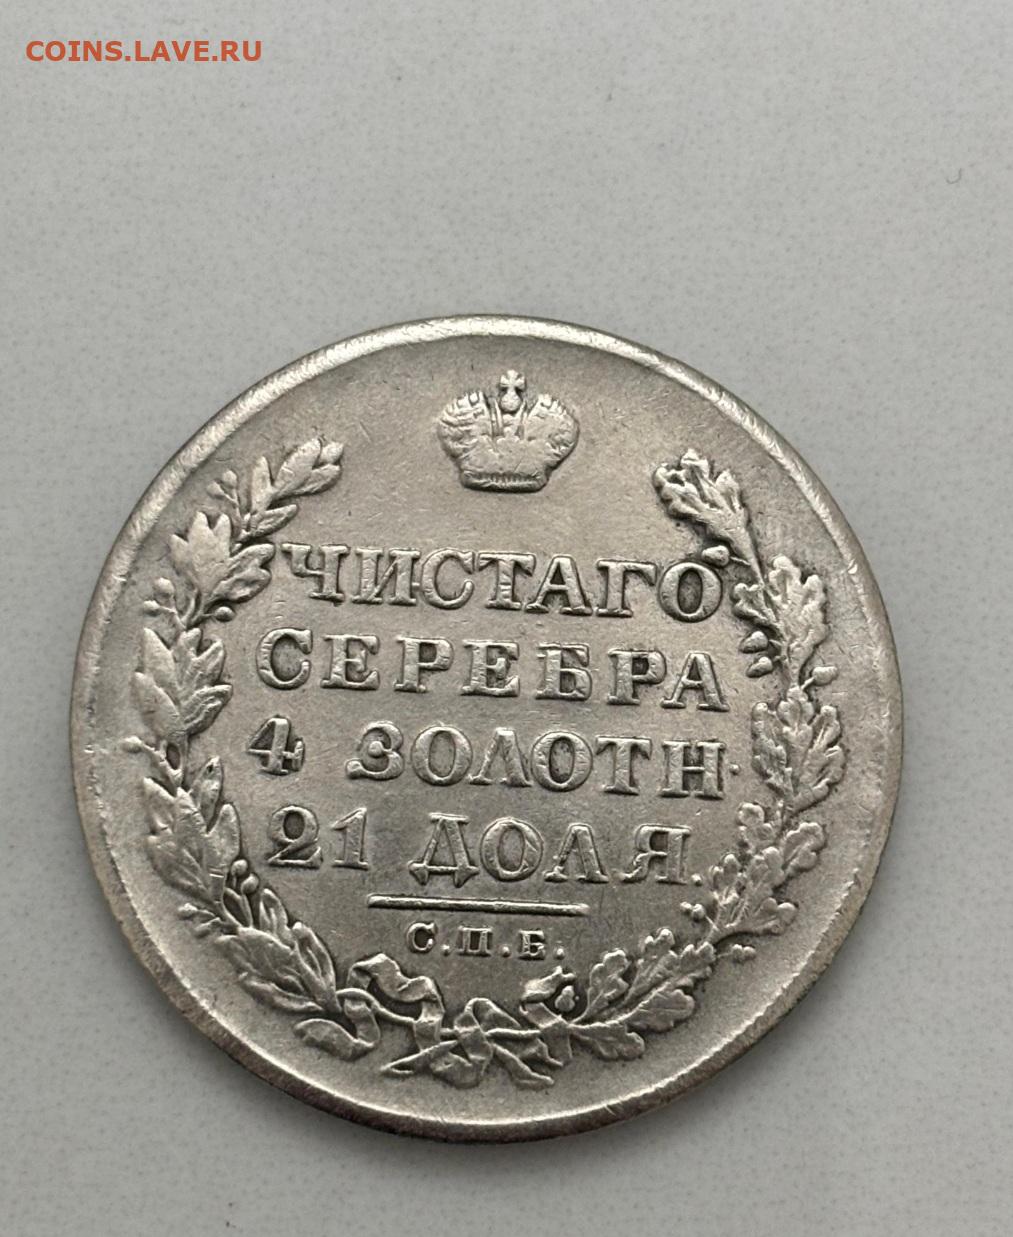 COINS.LAVE.RU
ЧИСТАГО
СЕРЕБРА
4 ЗОЛОТН.
21 ДОЛЯ.
С.П.Б.